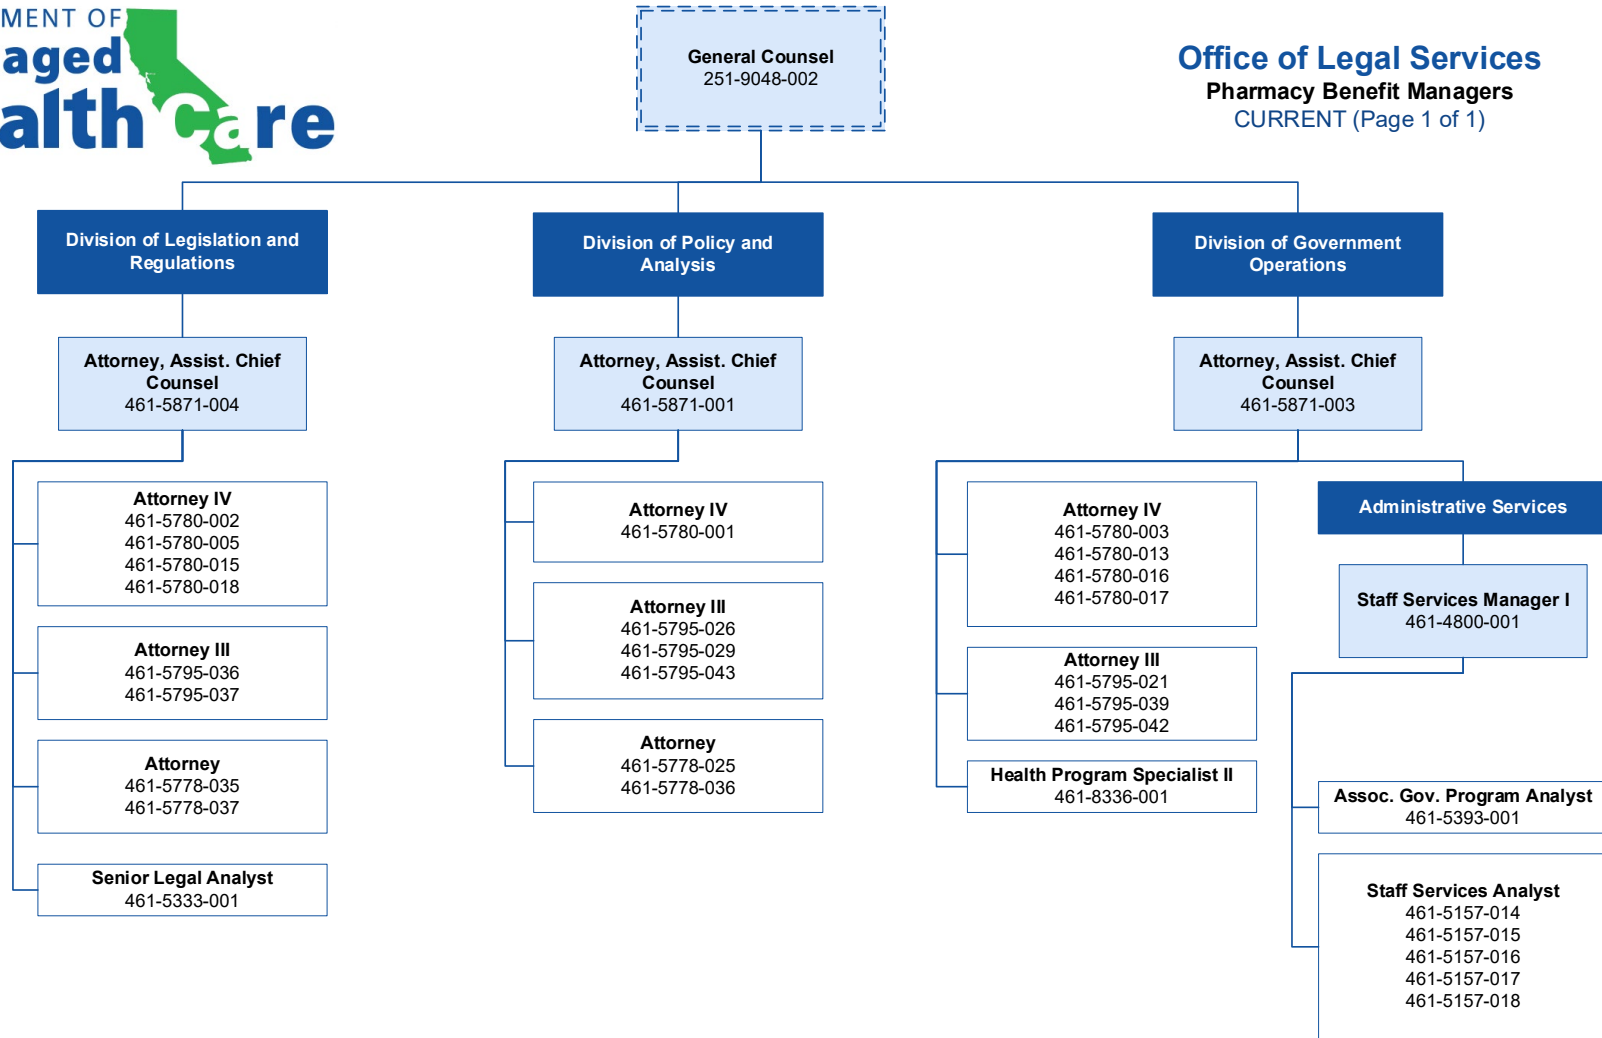 MENT OF
aged
alth Care
General Counsel
251-9048-002
Office of Legal Services
Pharmacy Benefit Managers
CURRENT (Page 1 of 1)
Division of Legislation and
Regulations
Attorney, Assist. Chief
Counsel
461-5871-004
Attorney IV
461-5780-002
461-5780-005
461-5780-015
461-5780-018
Attorney III
461-5795-036
461-5795-037
Attorney
461-5778-035
461-5778-037
Senior Legal Analyst
461-5333-001
Division of Policy and
Analysis
Attorney, Assist. Chief
Counsel
461-5871-001
Attorney IV
461-5780-001
Attorney III
461-5795-026
461-5795-029
461-5795-043
Attorney
461-5778-025
461-5778-036
Division of Government
Operations
Attorney, Assist. Chief
Counsel
461-5871-003
Attorney IV
461-5780-003
461-5780-013
461-5780-016
461-5780-017
Attorney III
461-5795-021
461-5795-039
461-5795-042
Health Program Specialist II
461-8336-001
Administrative Services
Staff Services Manager I
461-4800-001
Assoc. Gov. Program Analyst
461-5393-001
Staff Services Analyst
461-5157-014
461-5157-015
461-5157-016
461-5157-017
461-5157-018